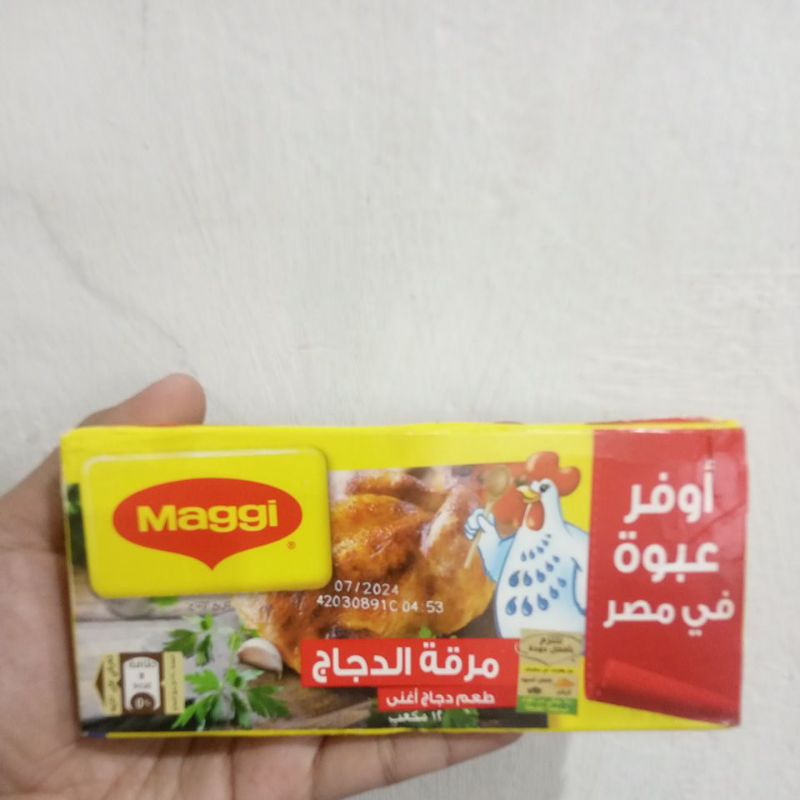 Maggi
®
07/2024
42030891C 04:53
مرقة الدجاج
طعم دجاج أغنى
١٢ مكعب
أوفر
عبوة
في مصر